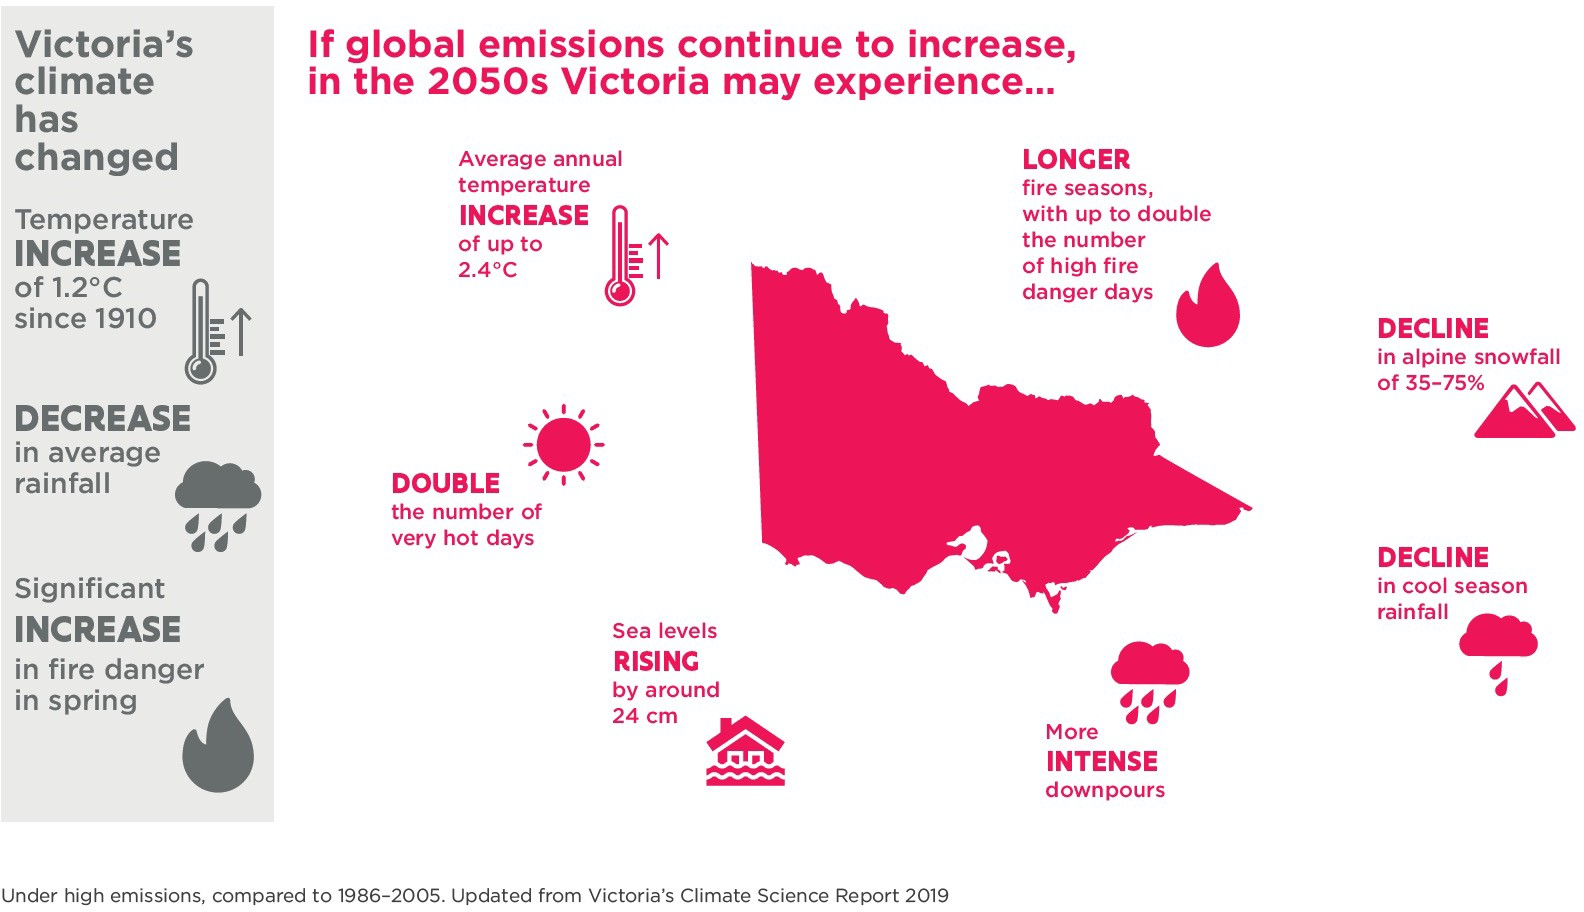 Victoria's
climate
has
changed
Temperature
INCREASE
of 1.2°C
since 1910
DECREASE
in average
rainfall
Significant
INCREASE
in fire danger
in spring
If global emissions continue to increase,
in the 2050s Victoria may experience...
Average annual
temperature
INCREASE
of up to
2.4°C
LONGER
fire seasons,
with up to double
the number
of high fire
danger days
DECLINE
in alpine snowfall
of 35–75%
DOUBLE
the number of
very hot days
DECLINE
in cool season
rainfall
Sea levels
RISING
by around
24 cm
More
INTENSE
downpours
Under high emissions, compared to 1986–2005. Updated from Victoria's Climate Science Report 2019